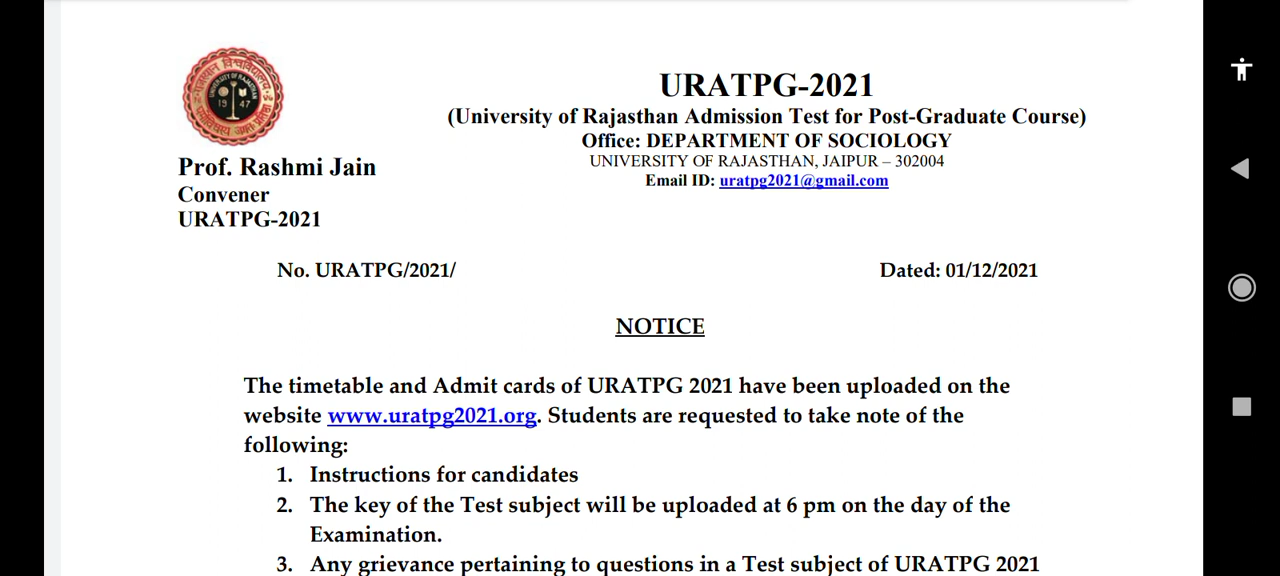 URATPG-2021
(University of Rajasthan Admission Test for Post-Graduate Course)
Office: DEPARTMENT OF SOCIOLOGY
UNIVERSITY OF RAJASTHAN, JAIPUR – 302004
Email ID: uratpg2021@gmail.com
UNIVERSITY OF RAJASTHAN
19 47
Prof. Rashmi Jain
Convener
URATPG-2021
No. URATPG/2021/
Dated: 01/12/2021
NOTICE
The timetable and Admit cards of URATPG 2021 have been uploaded on the
website www.uratpg2021.org. Students are requested to take note of the
following:
1. Instructions for candidates
2. The key of the Test subject will be uploaded at 6 pm on the day of the
Examination.
3. Any grievance pertaining to questions in a Test subject of URATPG 2021